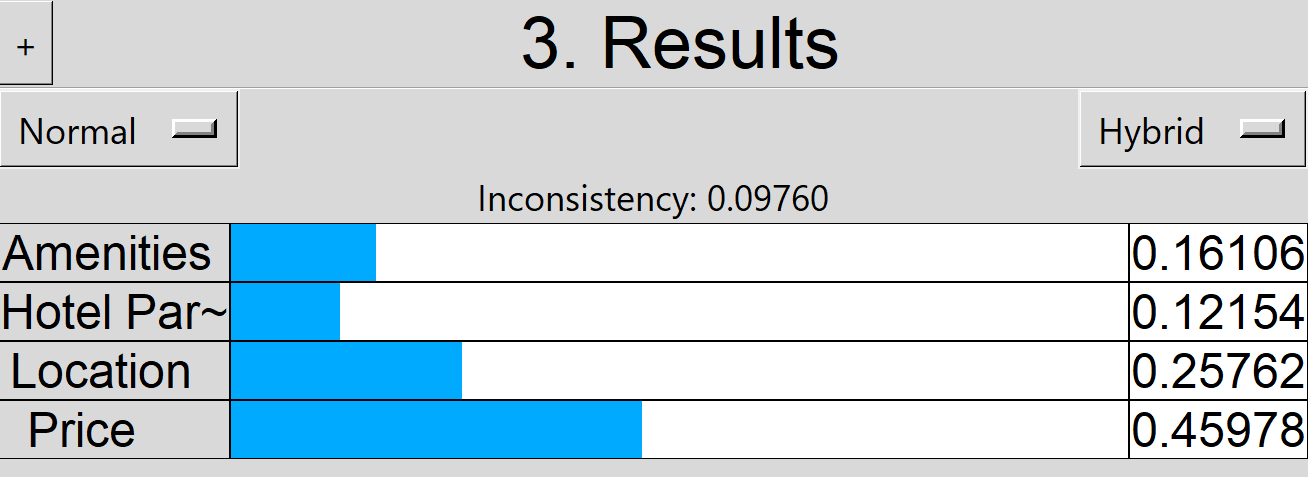 +
3. Results
Normal
Hybrid
Inconsistency: 0.09760
Amenities 0.16106
Hotel Par~ 0.12154
Location 0.25762
Price 0.45978